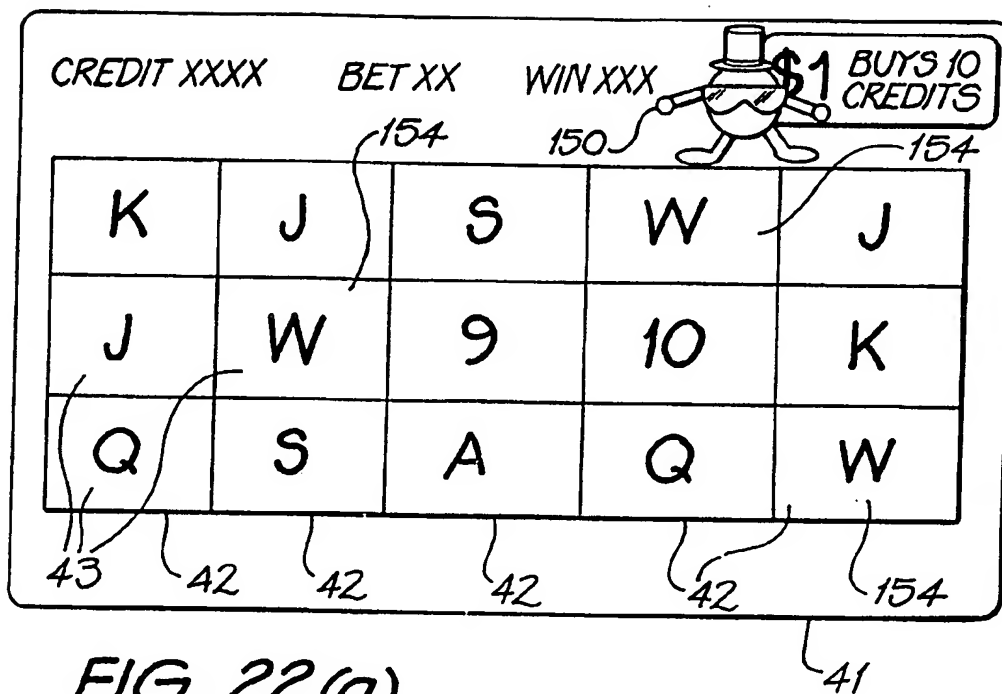 CREDIT XXXX BET XX WIN XXX $1 BUYS 10
CREDITS
154 150 154
K J S W J
J W 9 10 K
Q S A Q W
43 42 42 42 42 154
41
FIG. 22(a)